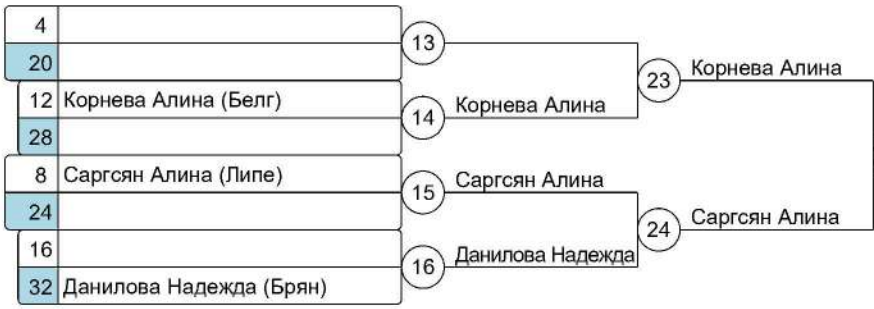 4
13
20
23 Корнева Алина
12 Корнева Алина (Белг)
14 Корнева Алина
28
8 Саргсян Алина (Липе)
15 Саргсян Алина
24
24 Саргсян Алина
16
16 Данилова Надежда
32 Данилова Надежда (Брян)